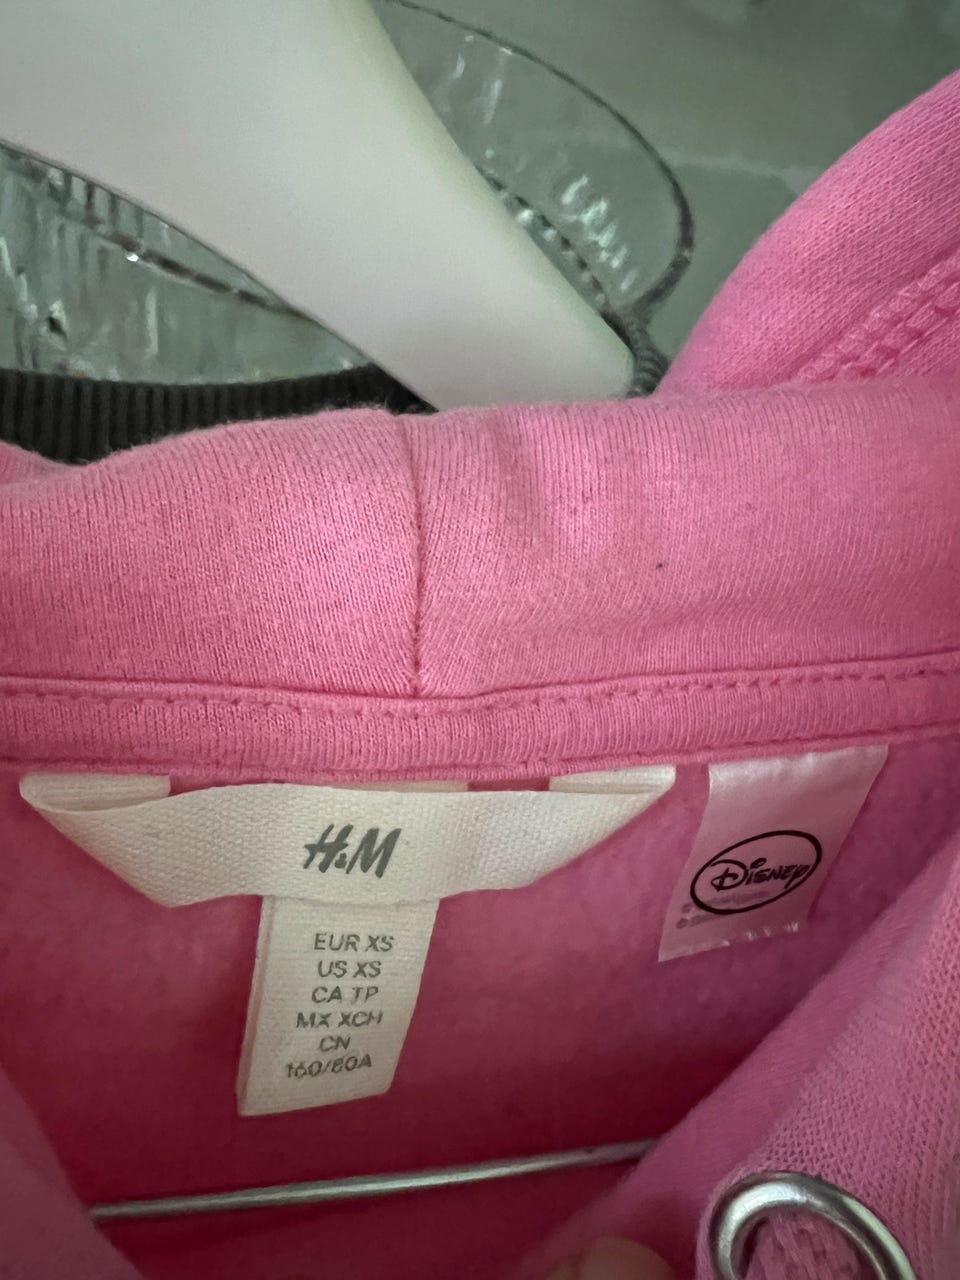 H&M
EUR XS
US XS
CA TP
MX XCH
CN
160/80A
Disney